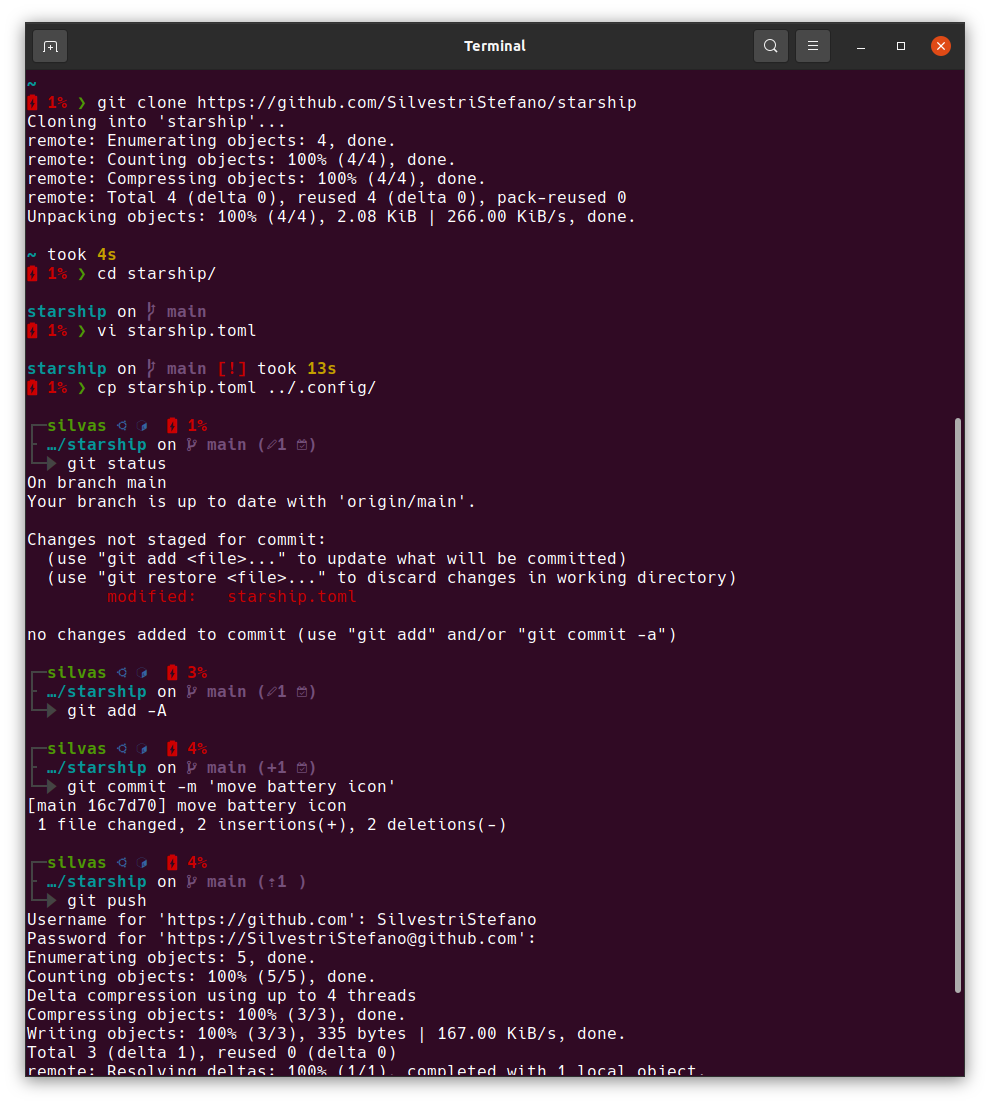 Terminal
~
1% ❯ git clone https://github.com/SilvestriStefano/starship
Cloning into 'starship'...
remote: Enumerating objects: 4, done.
remote: Counting objects: 100% (4/4), done.
remote: Compressing objects: 100% (4/4), done.
remote: Total 4 (delta 0), reused 4 (delta 0), pack-reused 0
Unpacking objects: 100% (4/4), 2.08 KiB | 266.00 KiB/s, done.
~ took 4s
1% ❯ cd starship/
starship on main
1% ❯ vi starship.toml
starship on main [!] took 13s
1% ❯ cp starship.toml ../.config/
silvas 1%
…/starship on main (1)
git status
On branch main
Your branch is up to date with 'origin/main'.
Changes not staged for commit:
(use "git add <file>..." to update what will be committed)
(use "git restore <file>..." to discard changes in working directory)
modified: starship.toml
no changes added to commit (use "git add" and/or "git commit -a")
silvas 3%
…/starship on main (1)
git add -A
silvas 4%
…/starship on main (+1)
git commit -m 'move battery icon'
[main 16c7d70] move battery icon
1 file changed, 2 insertions(+), 2 deletions(-)
silvas 4%
…/starship on main (⇡1 )
git push
Username for 'https://github.com': SilvestriStefano
Password for 'https://SilvestriStefano@github.com':
Enumerating objects: 5, done.
Counting objects: 100% (5/5), done.
Delta compression using up to 4 threads
Compressing objects: 100% (3/3), done.
Writing objects: 100% (3/3), 335 bytes | 167.00 KiB/s, done.
Total 3 (delta 1), reused 0 (delta 0)
remote: Resolving deltas: 100% (1/1), completed with 1 local object.